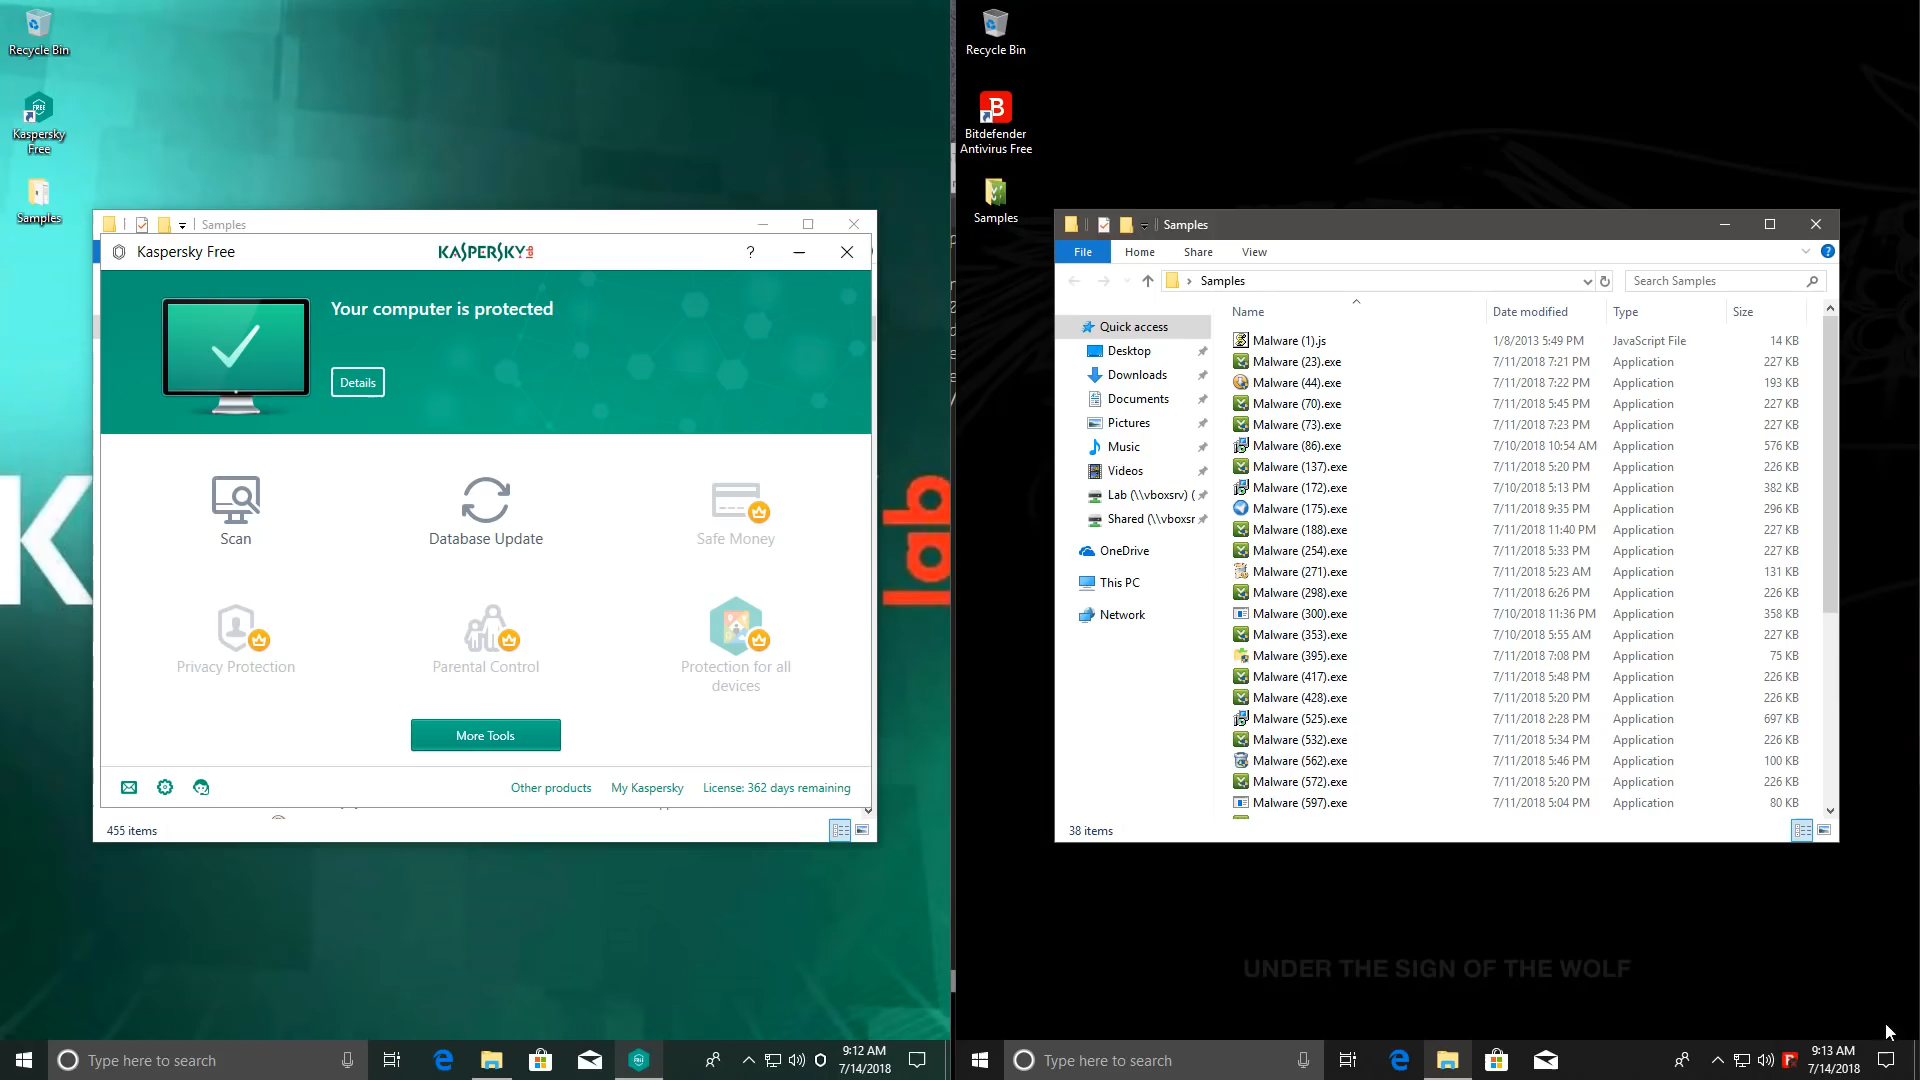 Recycle Bin
FREE
Kaspersky
Free
Samples
K
lab
Samples
Kaspersky Free
KASPERSKY lab
?
Your computer is protected
Details
Scan
Database Update
Safe Money
Privacy Protection
Parental Control
Protection for all
devices
More Tools
Other products
My Kaspersky
License: 362 days remaining
455 items
Type here to search
9:12 AM
7/14/2018
Recycle Bin
B
Bitdefender
Antivirus Free
Samples
Samples
File
Home
Share
View
?
Samples
Search Samples
Quick access
Desktop
Downloads
Documents
Pictures
Music
Videos
Lab (\\vboxsrv) (
Shared (\\vboxsr
OneDrive
This PC
Network
Name Date modified Type Size
Malware (1).js 1/8/2013 5:49 PM JavaScript File 14 KB
Malware (23).exe 7/11/2018 7:21 PM Application 227 KB
Malware (44).exe 7/11/2018 7:22 PM Application 193 KB
Malware (70).exe 7/11/2018 5:45 PM Application 227 KB
Malware (73).exe 7/11/2018 7:23 PM Application 227 KB
Malware (86).exe 7/10/2018 10:54 AM Application 576 KB
Malware (137).exe 7/11/2018 5:20 PM Application 226 KB
Malware (172).exe 7/10/2018 5:13 PM Application 382 KB
Malware (175).exe 7/11/2018 9:35 PM Application 296 KB
Malware (188).exe 7/11/2018 11:40 PM Application 227 KB
Malware (254).exe 7/11/2018 5:33 PM Application 227 KB
Malware (271).exe 7/11/2018 5:23 AM Application 131 KB
Malware (298).exe 7/11/2018 6:26 PM Application 226 KB
Malware (300).exe 7/10/2018 11:36 PM Application 358 KB
Malware (353).exe 7/10/2018 5:55 AM Application 227 KB
Malware (395).exe 7/11/2018 7:08 PM Application 75 KB
Malware (417).exe 7/11/2018 5:48 PM Application 226 KB
Malware (428).exe 7/11/2018 5:20 PM Application 226 KB
Malware (525).exe 7/11/2018 2:28 PM Application 697 KB
Malware (532).exe 7/11/2018 5:34 PM Application 226 KB
Malware (562).exe 7/11/2018 5:46 PM Application 100 KB
Malware (572).exe 7/11/2018 5:20 PM Application 226 KB
Malware (597).exe 7/11/2018 5:04 PM Application 80 KB
38 items
UNDER THE SIGN OF THE WOLF
Type here to search
9:13 AM
7/14/2018